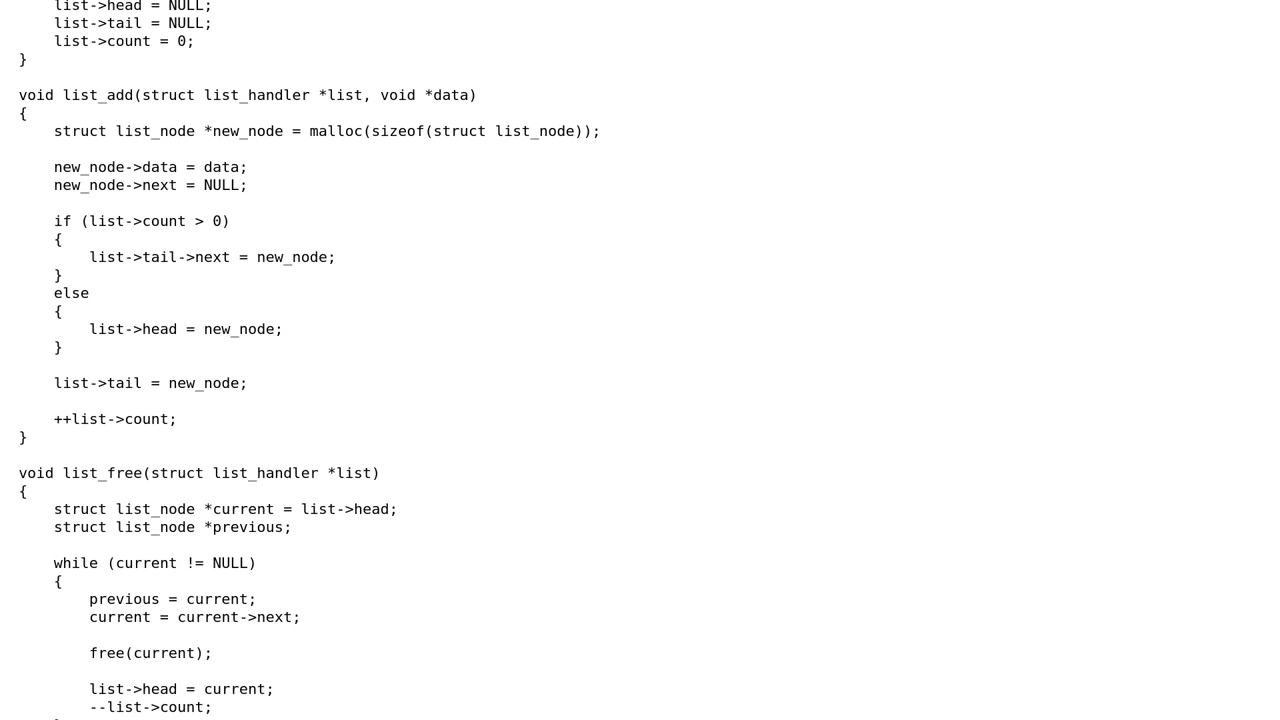 list->head = NULL;
    list->tail = NULL;
    list->count = 0;
}

void list_add(struct list_handler *list, void *data)
{
    struct list_node *new_node = malloc(sizeof(struct list_node));

    new_node->data = data;
    new_node->next = NULL;

    if (list->count > 0)
    {
        list->tail->next = new_node;
    }
    else
    {
        list->head = new_node;
    }

    list->tail = new_node;

    ++list->count;
}

void list_free(struct list_handler *list)
{
    struct list_node *current = list->head;
    struct list_node *previous;

    while (current != NULL)
    {
        previous = current;
        current = current->next;

        free(current);

        list->head = current;
        --list->count;